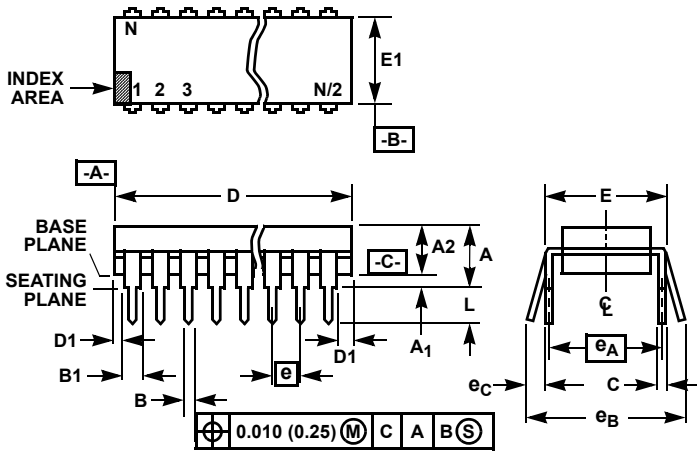 N
E1
INDEX
AREA
1 2 3 N/2
-B-
-A-
D
E
BASE
PLANE
A2
A
-C-
SEATING
PLANE
L
C
L
D1
A1
D1
eA
B1
e
eC
C
B
eB
0.010 (0.25) M C A B S